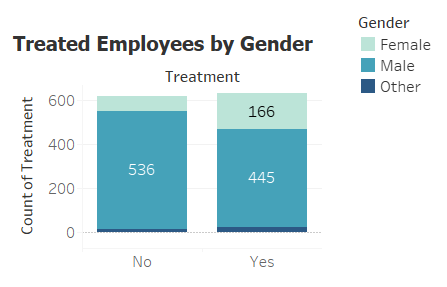 Treated Employees by Gender
Gender
Female
Male
Other
Treatment
Count of Treatment
600
400
200
0
536
166
445
No
Yes